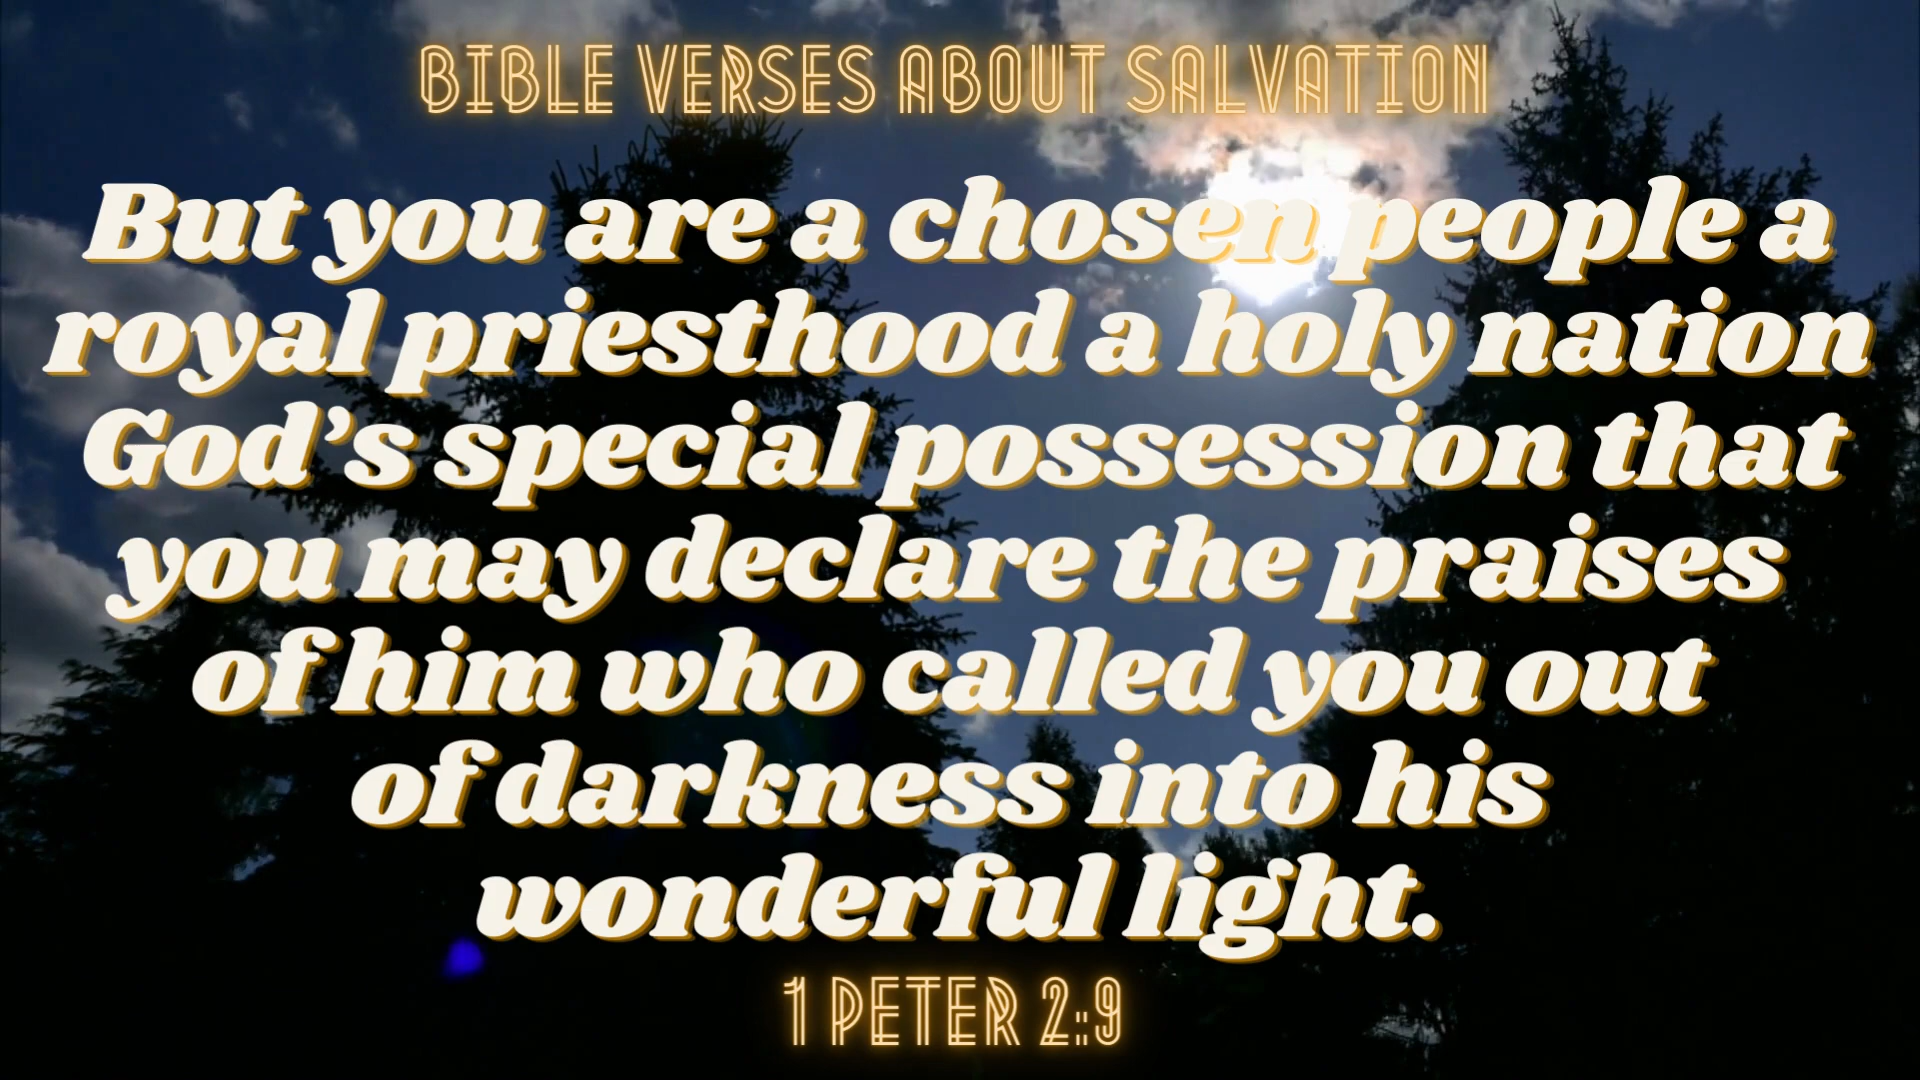 BIBLE VERSES ABOUT SALVATION
But you are a chosen people a
royal priesthood a holy nation
God’s special possession that
you may declare the praises
of him who called you out
of darkness into his
wonderful light.
1 PETER 2:9